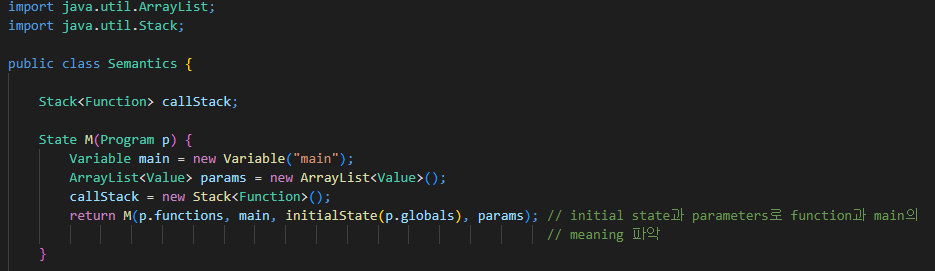 import java.util.ArrayList;
import java.util.Stack;
public class Semantics {
Stack<Function> callStack;
State M(Program p) {
Variable main = new Variable("main");
ArrayList<Value> params = new ArrayList<Value>();
callStack = new Stack<Function>();
return M(p.functions, main, initialState(p.globals), params); // initial state과 parameters로 function과 main의
// meaning 파악
}